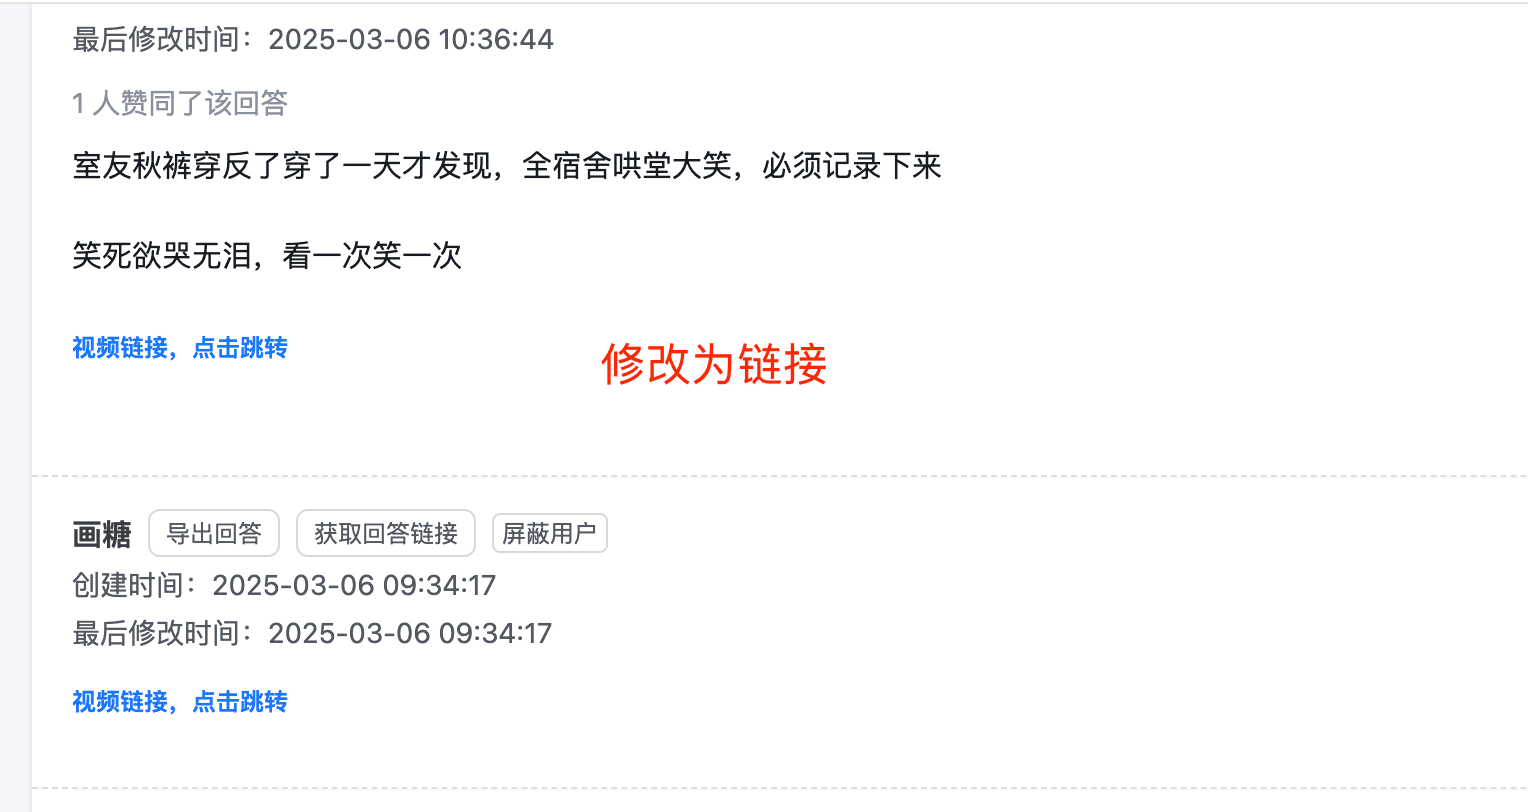 最后修改时间：2025-03-06 10:36:44
1 人赞同了该回答
室友秋裤穿反了穿了一天才发现，全宿舍哄堂大笑，必须记录下来
笑死欲哭无泪，看一次笑一次
视频链接，点击跳转
修改为链接
画糖 导出回答 获取回答链接 屏蔽用户
创建时间：2025-03-06 09:34:17
最后修改时间：2025-03-06 09:34:17
视频链接，点击跳转